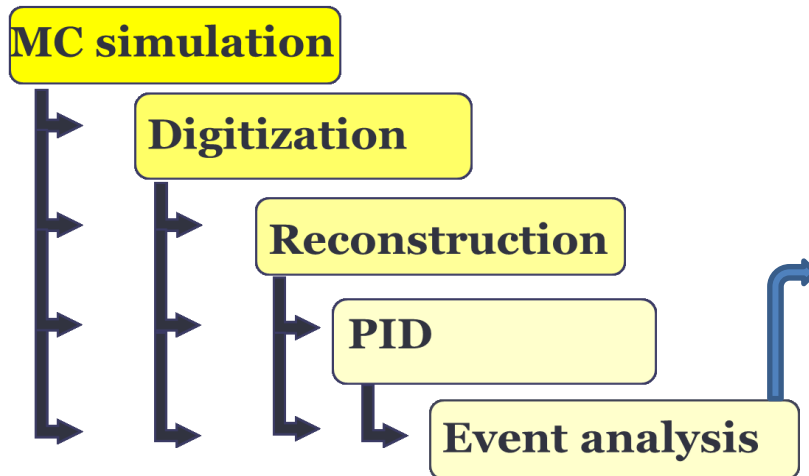 MC simulation
Digitization
Reconstruction
PID
Event analysis